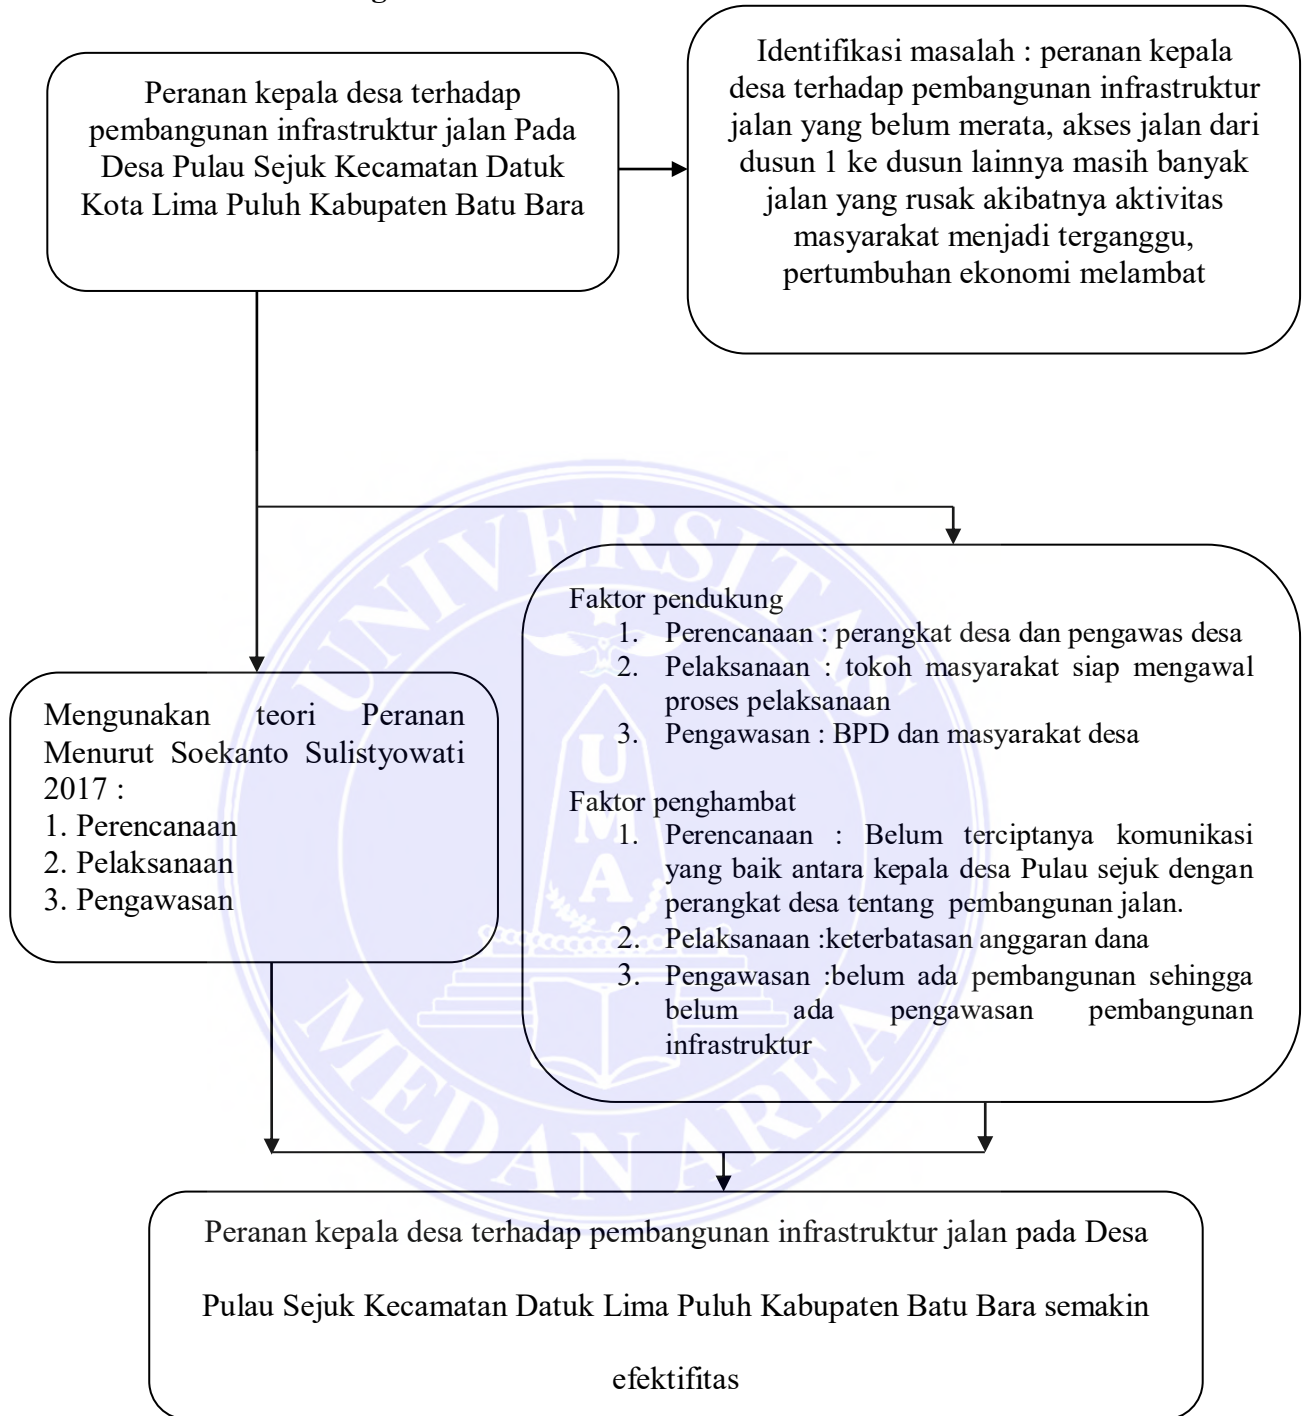 Peranan kepala desa terhadap
pembangunan infrastruktur jalan Pada
Desa Pulau Sejuk Kecamatan Datuk
Kota Lima Puluh Kabupaten Batu Bara
Identifikasi masalah : peranan kepala
desa terhadap pembangunan infrastruktur
jalan yang belum merata, akses jalan dari
dusun 1 ke dusun lainnya masih banyak
jalan yang rusak akibatnya aktivitas
masyarakat menjadi terganggu,
pertumbuhan ekonomi melambat
Mengunakan teori Peranan
Menurut Soekanto Sulistyowati
2017 :
1. Perencanaan
2. Pelaksanaan
3. Pengawasan
Faktor pendukung
1. Perencanaan : perangkat desa dan pengawas desa
2. Pelaksanaan : tokoh masyarakat siap mengawal
proses pelaksanaan
3. Pengawasan : BPD dan masyarakat desa
Faktor penghambat
1. Perencanaan : Belum terciptanya komunikasi
yang baik antara kepala desa Pulau sejuk dengan
perangkat desa tentang pembangunan jalan.
2. Pelaksanaan :keterbatasan anggaran dana
3. Pengawasan :belum ada pembangunan sehingga
belum ada pengawasan pembangunan
infrastruktur
Peranan kepala desa terhadap pembangunan infrastruktur jalan pada Desa
Pulau Sejuk Kecamatan Datuk Lima Puluh Kabupaten Batu Bara semakin
efektifitas
UNIVERSITAS
UMA
MEDAN AREA